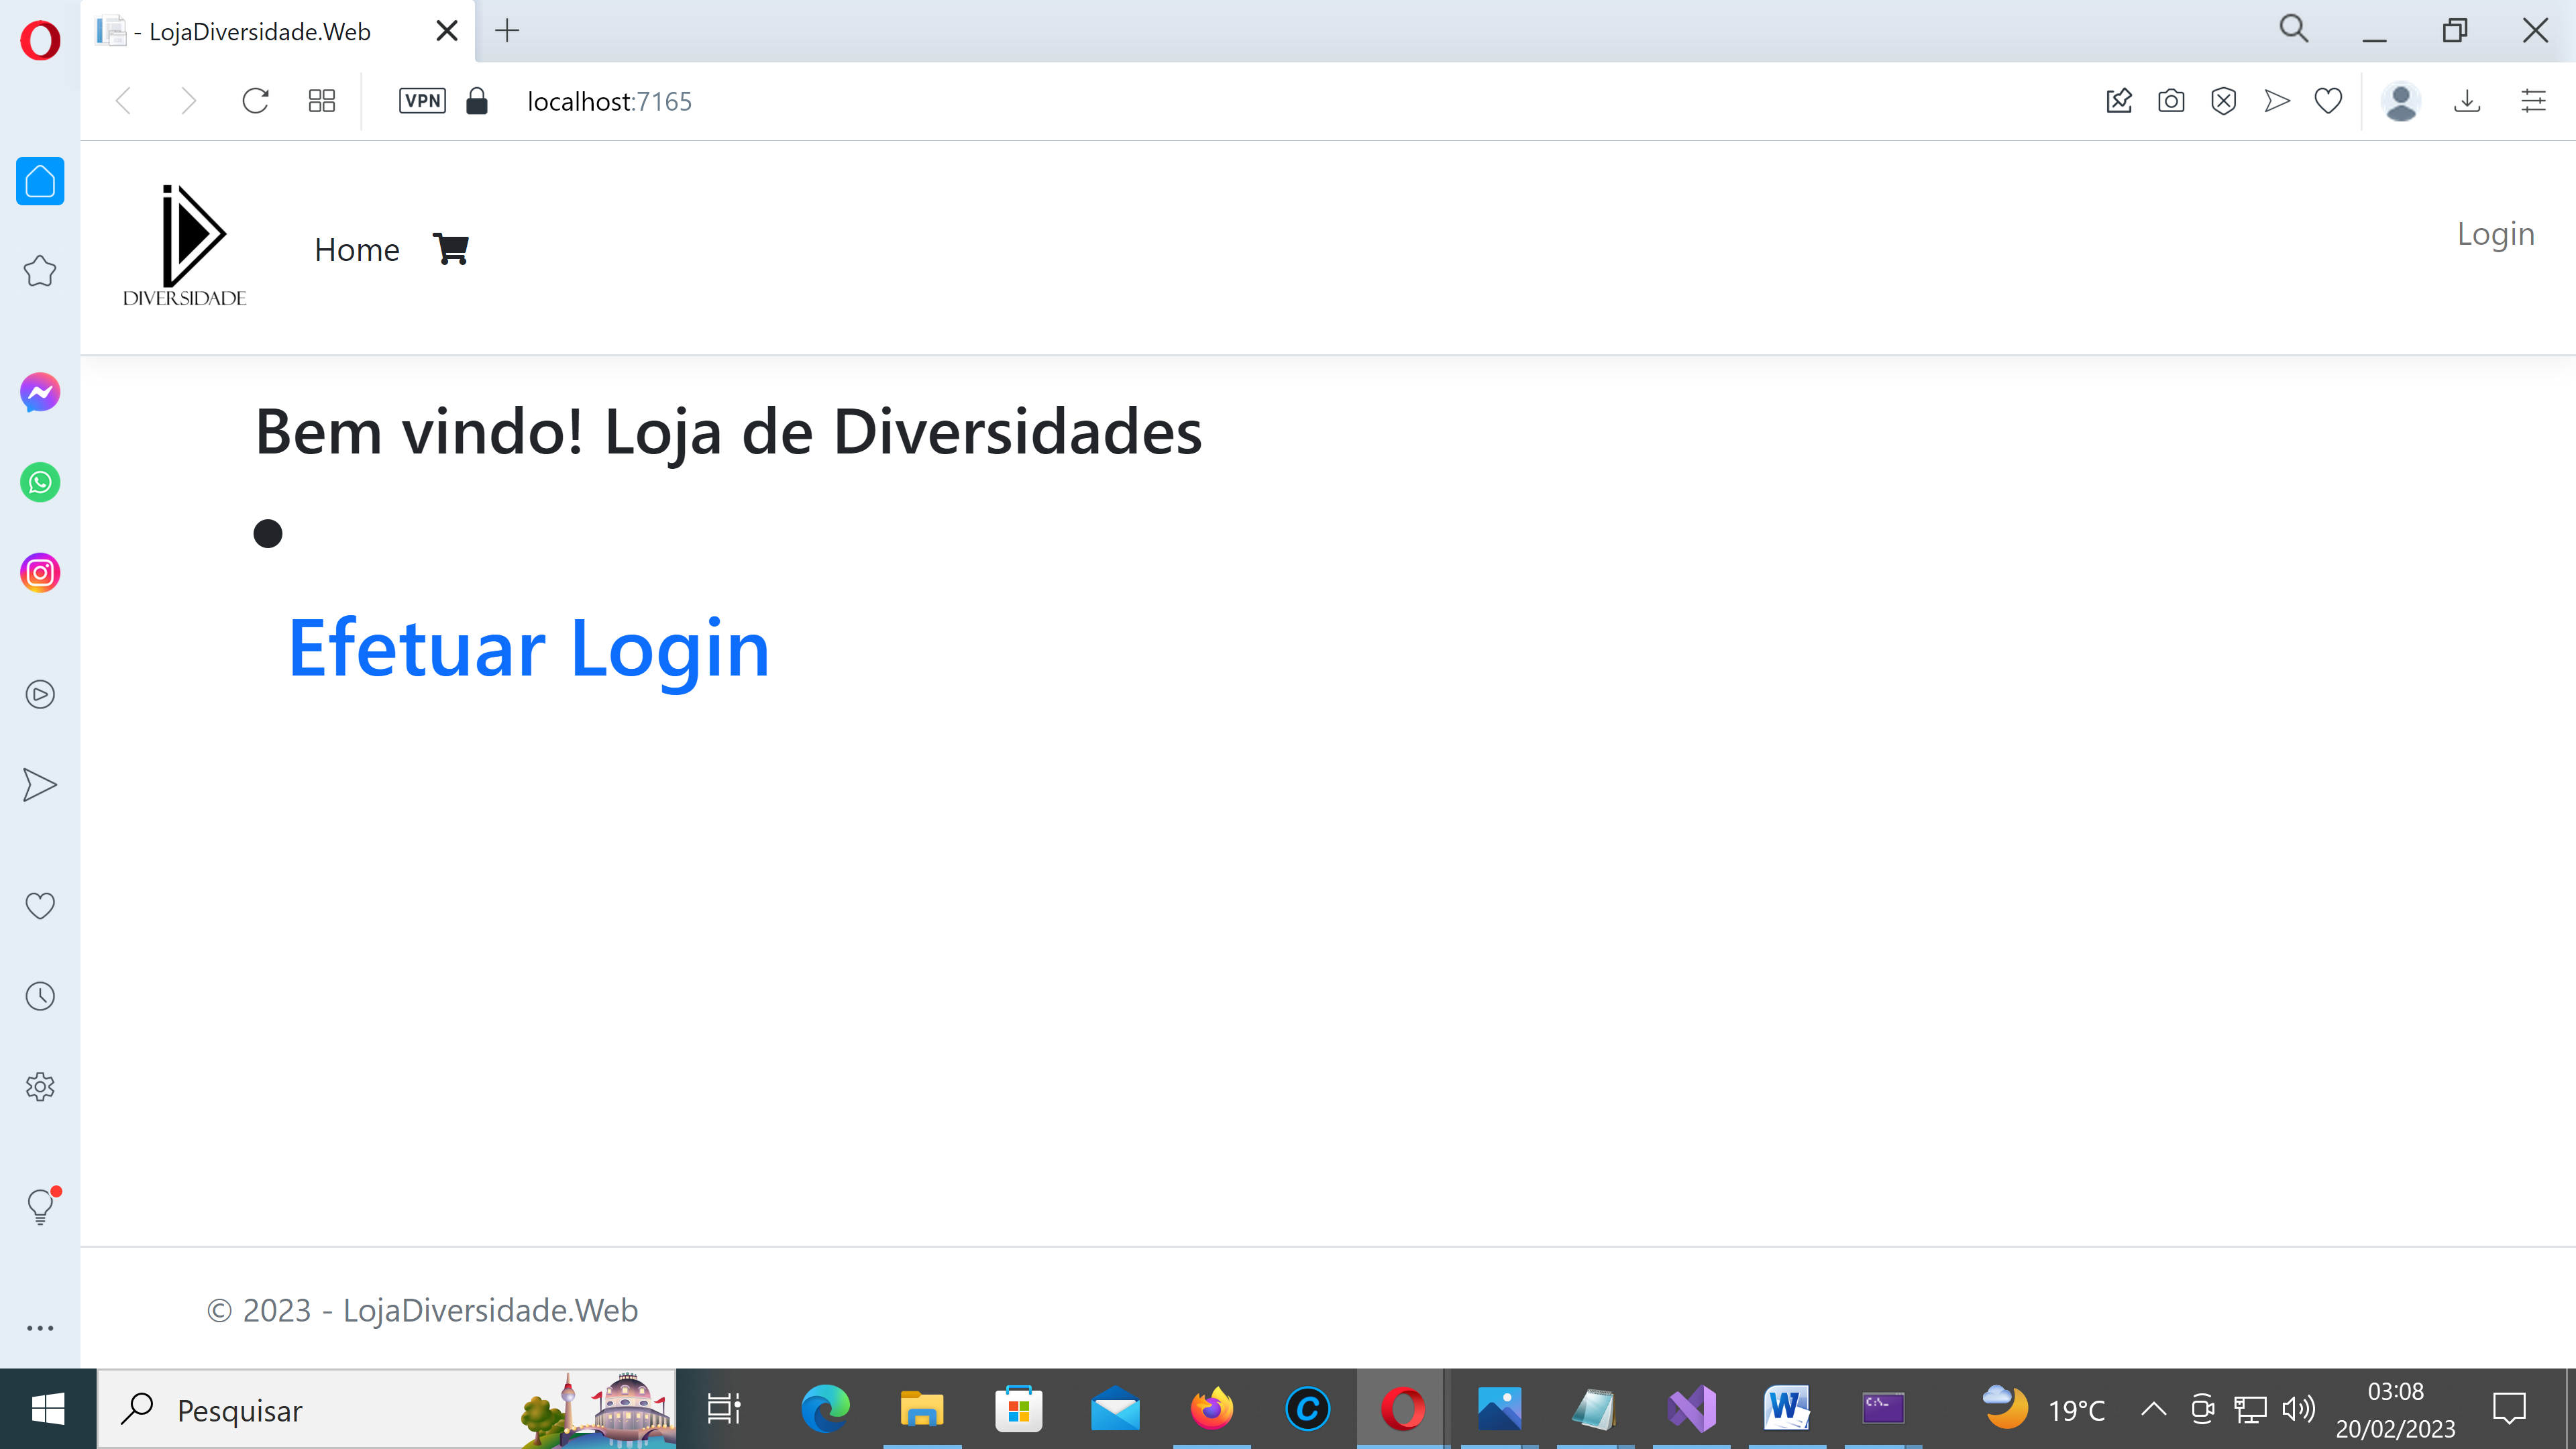 - LojaDiversidade.Web
VPN
localhost:7165
DIVERSIDADE
Home
Login
Bem vindo! Loja de Diversidades
Efetuar Login
© 2023 - LojaDiversidade.Web
Pesquisar
19°C
03:08
20/02/2023